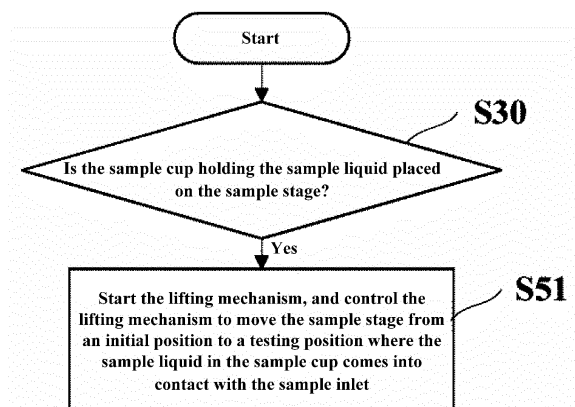 Start
S30
Is the sample cup holding the sample liquid placed
on the sample stage?
Yes
S51
Start the lifting mechanism, and control the
lifting mechanism to move the sample stage from
an initial position to a testing position where the
sample liquid in the sample cup comes into
contact with the sample inlet